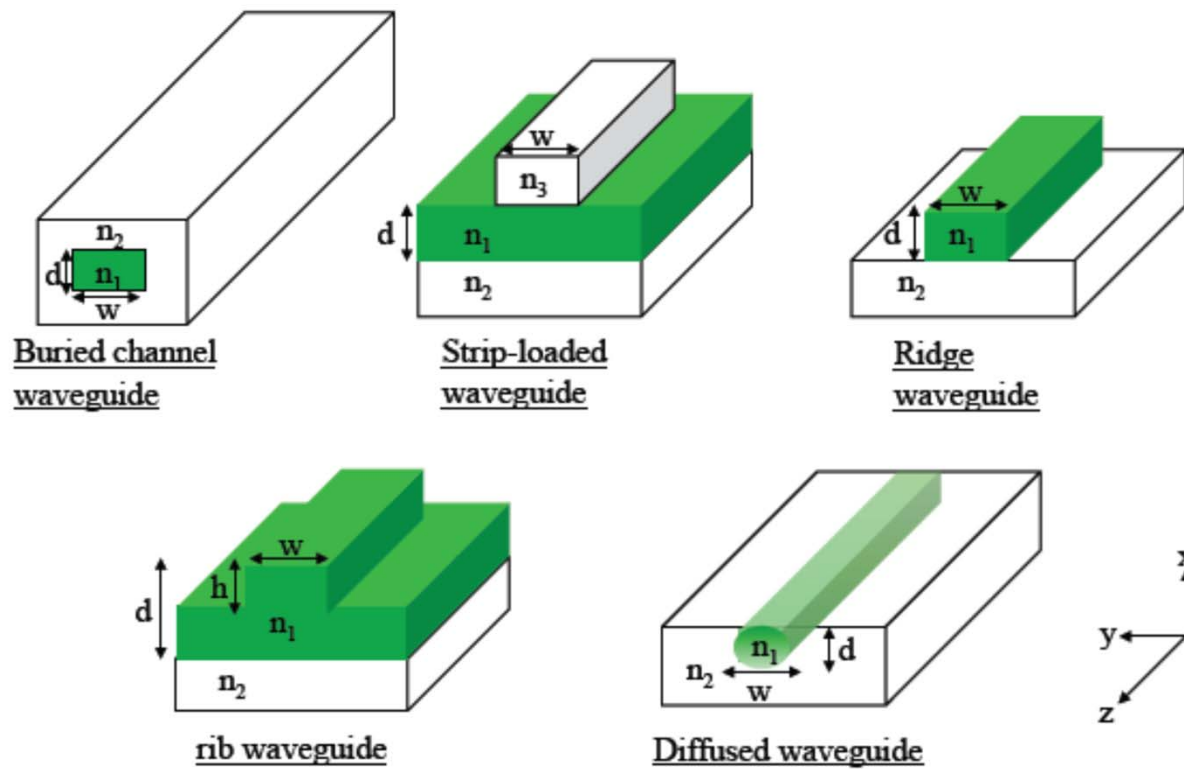 n₂
d
n₁
w
Buried channel
waveguide
w
n₃
d
n₁
n₂
Strip-loaded
waveguide
w
d
n₁
n₂
Ridge
waveguide
w
h
d
n₁
n₂
rib waveguide
n₁
d
n₂
w
Diffused waveguide
y
z